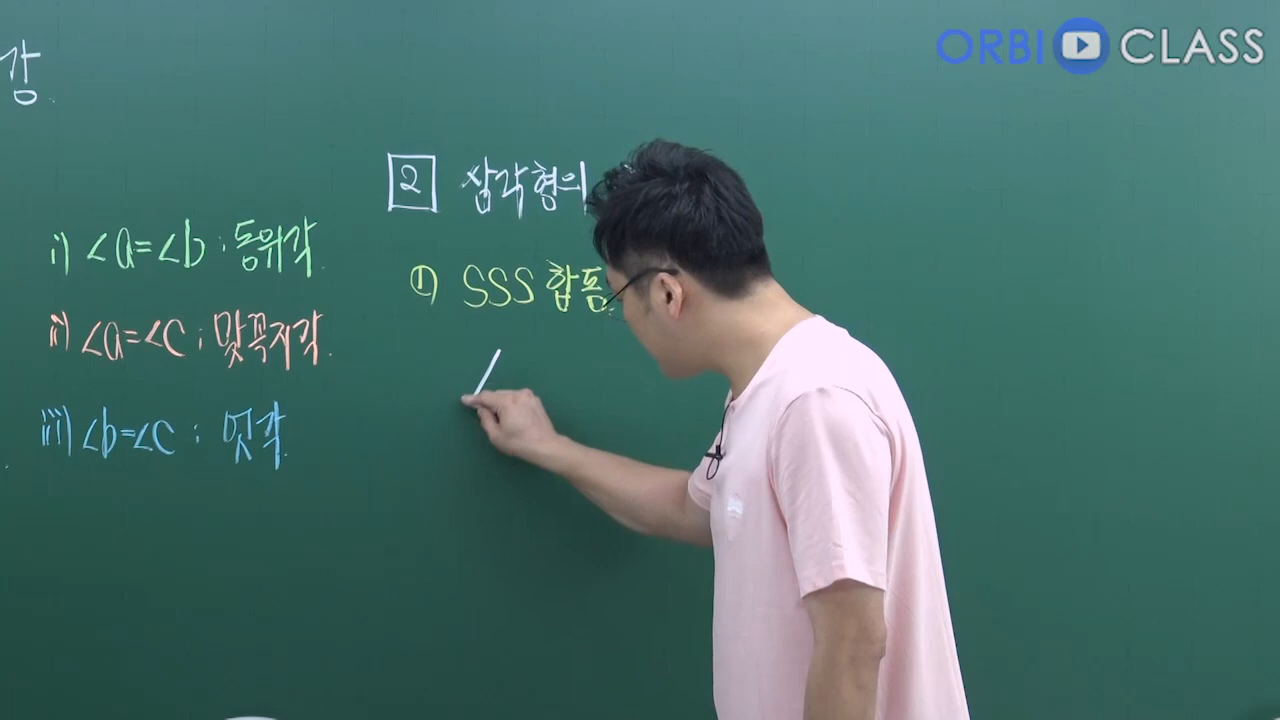 ORBI CLASS
강.
i) ∠a=∠b : 동위각.
ii) ∠a=∠c : 맞꼭지각.
iii) ∠b=∠c : 엇각.
2 삼각형의
① SSS 합동.